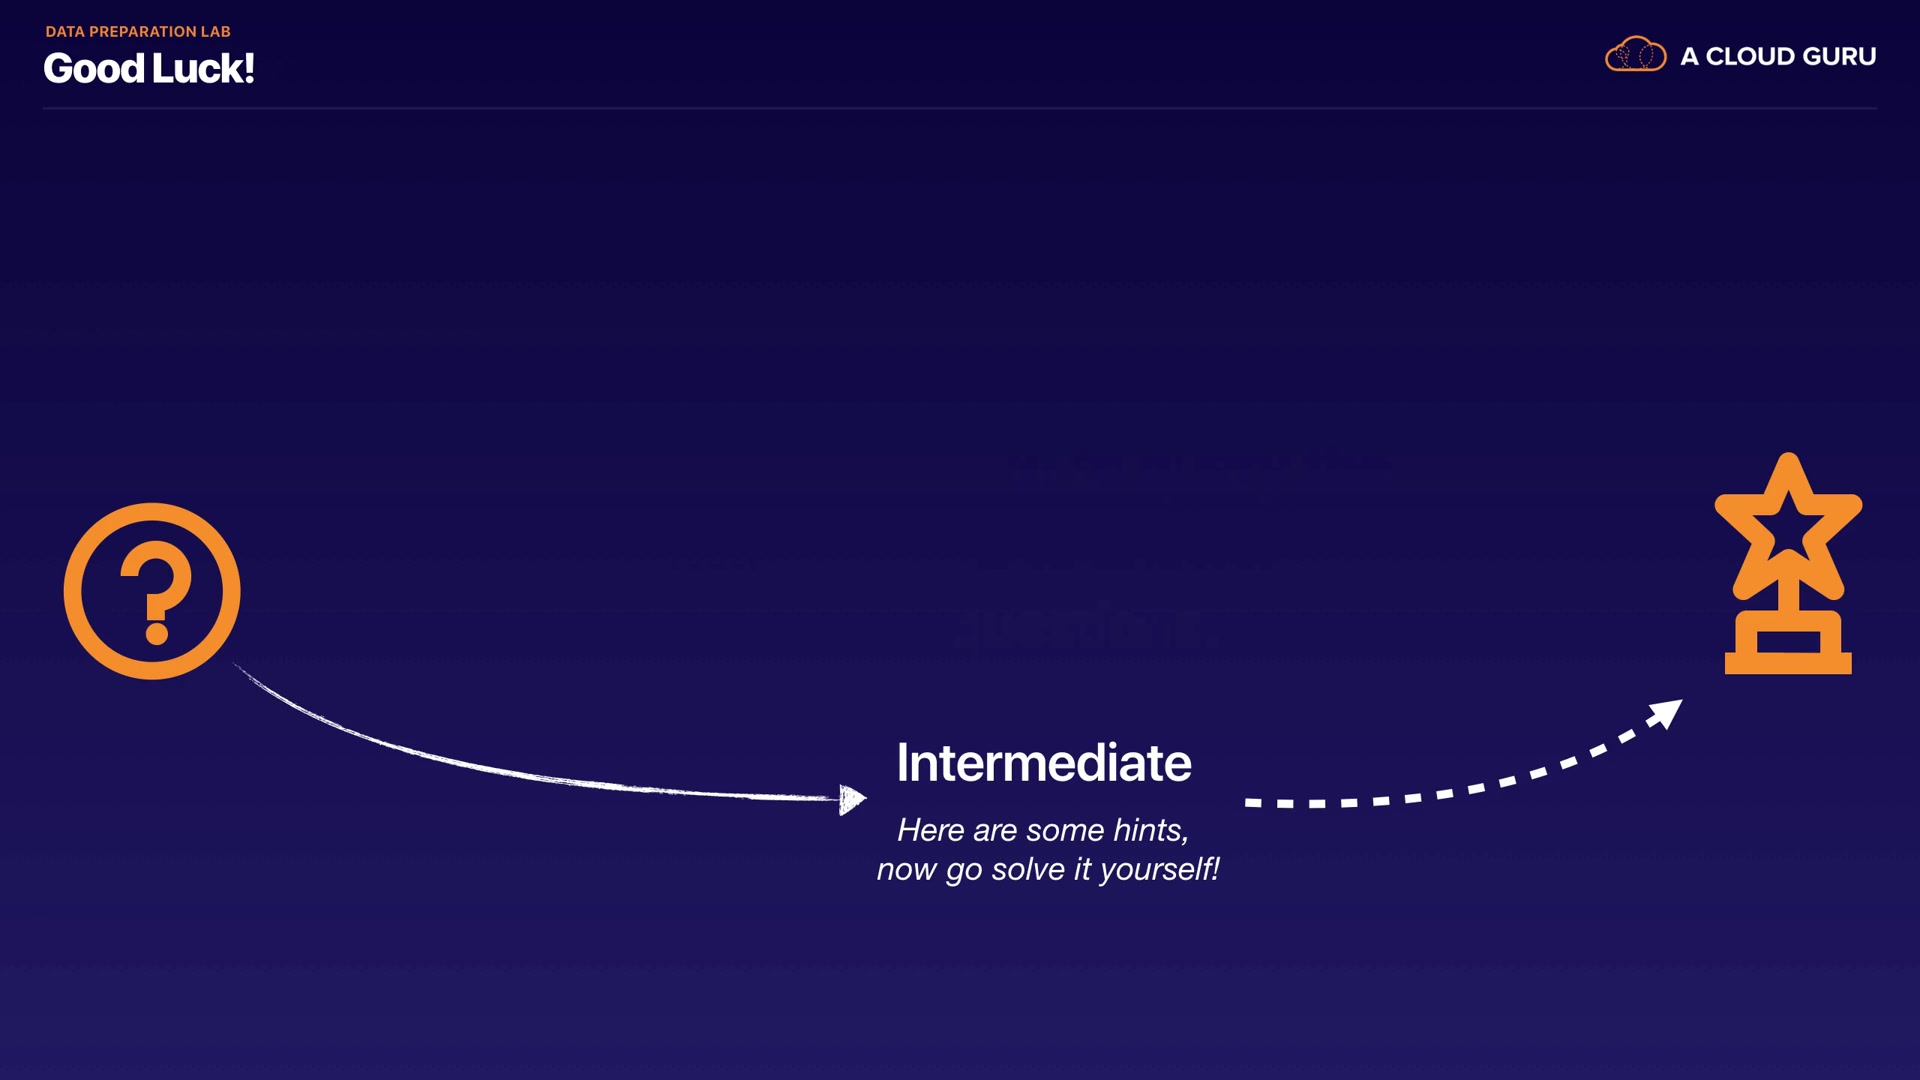 DATA PREPARATION LAB
Good Luck!
A CLOUD GURU
Intermediate
Here are some hints,
now go solve it yourself!